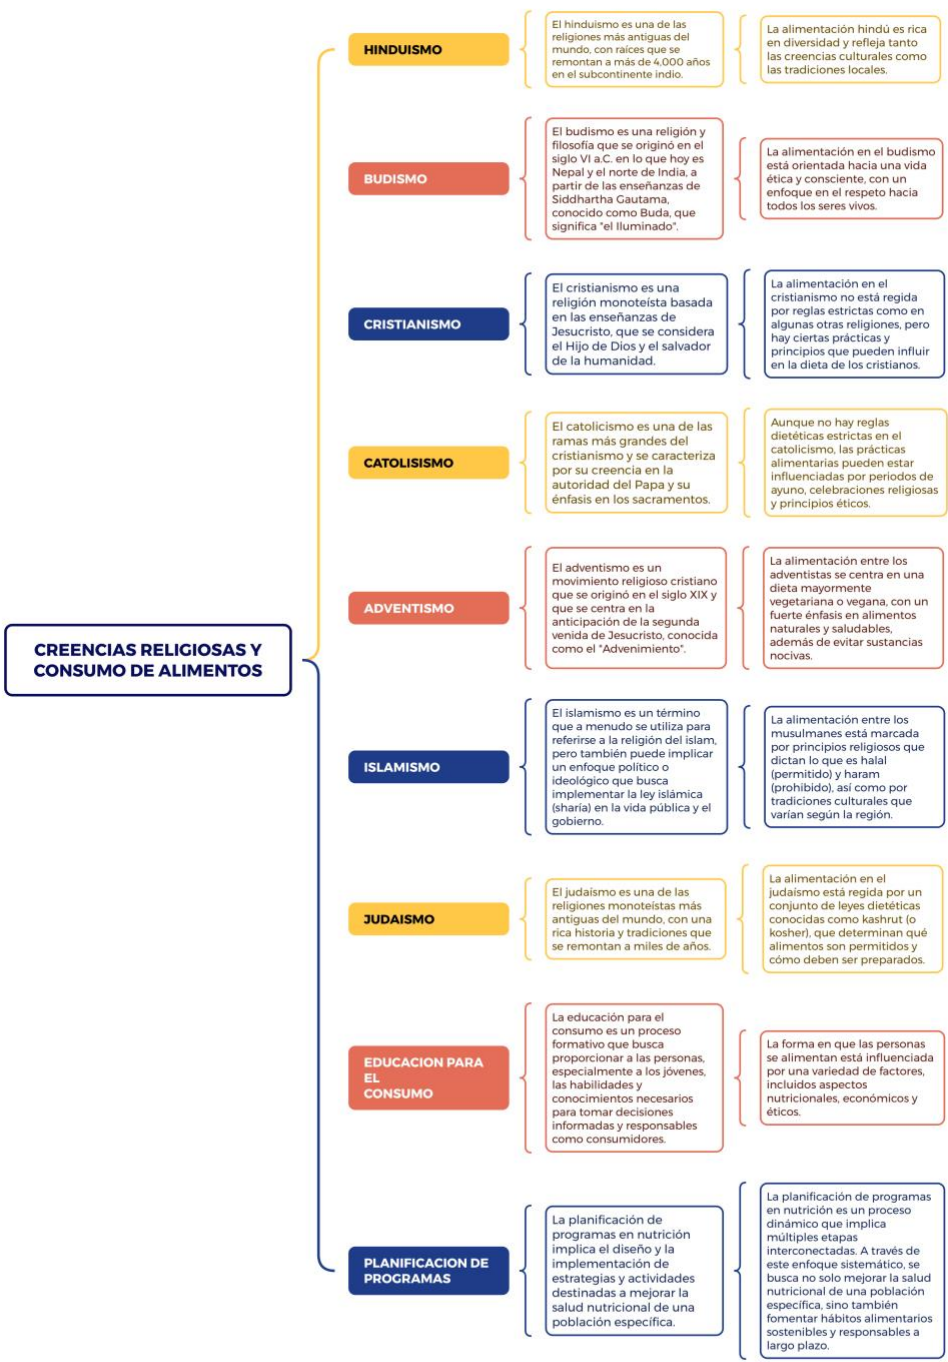 CREENCIAS RELIGIOSAS Y
CONSUMO DE ALIMENTOS
HINDUISMO
El hinduismo es una de las
religiones más antiguas del
mundo, con raíces que se
remontan a más de 4,000 años
en el subcontinente indio.
La alimentación hindú es rica
en diversidad y refleja tanto
las creencias culturales como
las tradiciones locales.
BUDISMO
El budismo es una religión y
filosofía que se originó en el
siglo VI a.C. en lo que hoy es
Nepal y el norte de India, a
partir de las enseñanzas de
Siddhartha Gautama,
conocido como Buda, que
significa "el Iluminado".
La alimentación en el budismo
está orientada hacia una vida
ética y consciente, con un
enfoque en el respeto hacia
todos los seres vivos.
CRISTIANISMO
El cristianismo es una
religión monoteísta basada
en las enseñanzas de
Jesucristo, que se considera
el Hijo de Dios y el salvador
de la humanidad.
La alimentación en el
cristianismo no está regida
por reglas estrictas como en
algunas otras religiones, pero
hay ciertas prácticas y
principios que pueden influir
en la dieta de los cristianos.
CATOLISISMO
El catolicismo es una de las
ramas más grandes del
cristianismo y se caracteriza
por su creencia en la
autoridad del Papa y su
énfasis en los sacramentos.
Aunque no hay reglas
dietéticas estrictas en el
catolicismo, las prácticas
alimentarias pueden estar
influenciadas por periodos de
ayuno, celebraciones religiosas
y principios éticos.
ADVENTISMO
El adventismo es un
movimiento religioso cristiano
que se originó en el siglo XIX y
que se centra en la
anticipación de la segunda
venida de Jesucristo, conocida
como el "Advenimiento".
La alimentación entre los
adventistas se centra en una
dieta mayormente
vegetariana o vegana, con un
fuerte énfasis en alimentos
naturales y saludables,
además de evitar sustancias
nocivas.
ISLAMISMO
El islamismo es un término
que a menudo se utiliza para
referirse a la religión del islam,
pero también puede implicar
un enfoque político o
ideológico que busca
implementar la ley islámica
(sharía) en la vida pública y el
gobierno.
La alimentación entre los
musulmanes está marcada
por principios religiosos que
dictan lo que es halal
(permitido) y haram
(prohibido), así como por
tradiciones culturales que
varían según la región.
JUDAISMO
El judaísmo es una de las
religiones monoteístas más
antiguas del mundo, con una
rica historia y tradiciones que
se remontan a miles de años.
La alimentación en el
judaísmo está regida por un
conjunto de leyes dietéticas
conocidas como kashrut (o
kosher), que determinan qué
alimentos son permitidos y
cómo deben ser preparados.
EDUCACION PARA
EL
CONSUMO
La educación para el
consumo es un proceso
formativo que busca
proporcionar a las personas,
especialmente a los jóvenes,
las habilidades y
conocimientos necesarios
para tomar decisiones
informadas y responsables
como consumidores.
La forma en que las personas
se alimentan está influenciada
por una variedad de factores,
incluidos aspectos
nutricionales, económicos y
éticos.
PLANIFICACION DE
PROGRAMAS
La planificación de
programas en nutrición
implica el diseño y la
implementación de
estrategias y actividades
destinadas a mejorar la
salud nutricional de una
población específica.
La planificación de programas
en nutrición es un proceso
dinámico que implica
múltiples etapas
interconectadas. A través de
este enfoque sistemático, se
busca no solo mejorar la salud
nutricional de una población
específica, sino también
fomentar hábitos alimentarios
sostenibles y responsables a
largo plazo.